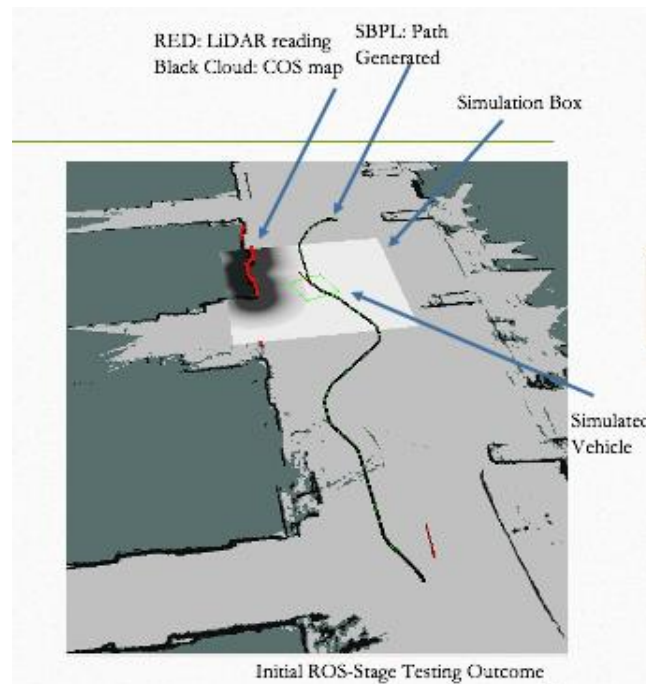 RED: LiDAR reading
Black Cloud: COS map
SBPL: Path
Generated
Simulation Box
Simulated
Vehicle
Initial ROS-Stage Testing Outcome